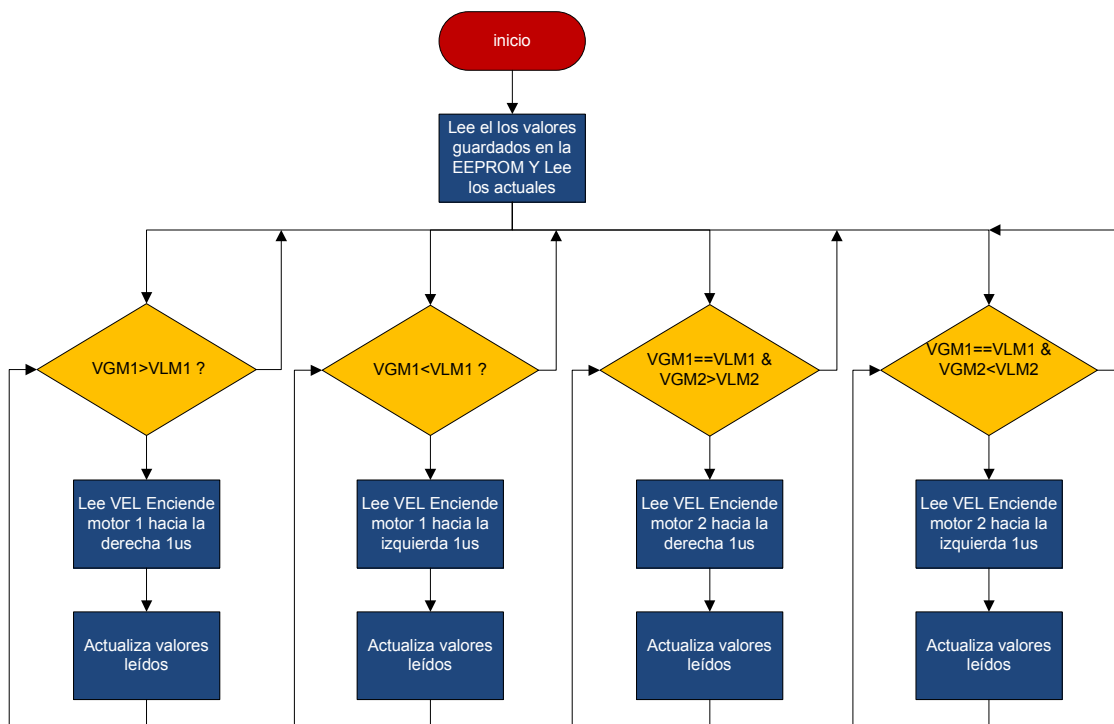 inicio
Lee el los valores
guardados en la
EEPROM Y Lee
los actuales
VGM1>VLM1 ?
VGM1<VLM1 ?
VGM1==VLM1 &
VGM2>VLM2
VGM1==VLM1 &
VGM2<VLM2
Lee VEL Enciende
motor 1 hacia la
derecha 1us
Lee VEL Enciende
motor 1 hacia la
izquierda 1us
Lee VEL Enciende
motor 2 hacia la
derecha 1us
Lee VEL Enciende
motor 2 hacia la
izquierda 1us
Actualiza valores
leídos
Actualiza valores
leídos
Actualiza valores
leídos
Actualiza valores
leídos